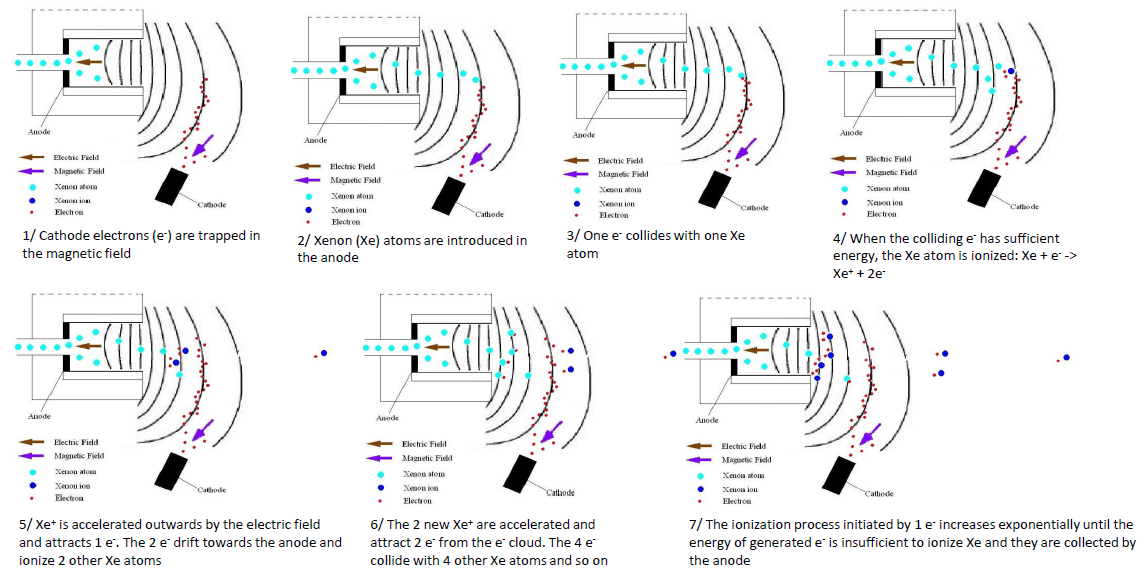 Anode
Electric Field
Magnetic Field
Xenon atom
Xenon ion
Electron
Cathode
1/ Cathode electrons (e⁻) are trapped in
the magnetic field
Anode
Electric Field
Magnetic Field
Xenon atom
Xenon ion
Electron
Cathode
2/ Xenon (Xe) atoms are introduced in
the anode
Anode
Electric Field
Magnetic Field
Xenon atom
Xenon ion
Electron
Cathode
3/ One e⁻ collides with one Xe
atom
Anode
Electric Field
Magnetic Field
Xenon atom
Xenon ion
Electron
Cathode
4/ When the colliding e⁻ has sufficient
energy, the Xe atom is ionized: Xe + e⁻ ->
Xe⁺ + 2e⁻
Anode
Electric Field
Magnetic Field
Xenon atom
Xenon ion
Electron
Cathode
5/ Xe⁺ is accelerated outwards by the electric field
and attracts 1 e⁻. The 2 e⁻ drift towards the anode and
ionize 2 other Xe atoms
Anode
Electric Field
Magnetic Field
Xenon atom
Xenon ion
Electron
Cathode
6/ The 2 new Xe⁺ are accelerated and
attract 2 e⁻ from the e⁻ cloud. The 4 e⁻
collide with 4 other Xe atoms and so on
Anode
Electric Field
Magnetic Field
Xenon atom
Xenon ion
Electron
Cathode
7/ The ionization process initiated by 1 e⁻ increases exponentially until the
energy of generated e⁻ is insufficient to ionize Xe and they are collected by
the anode